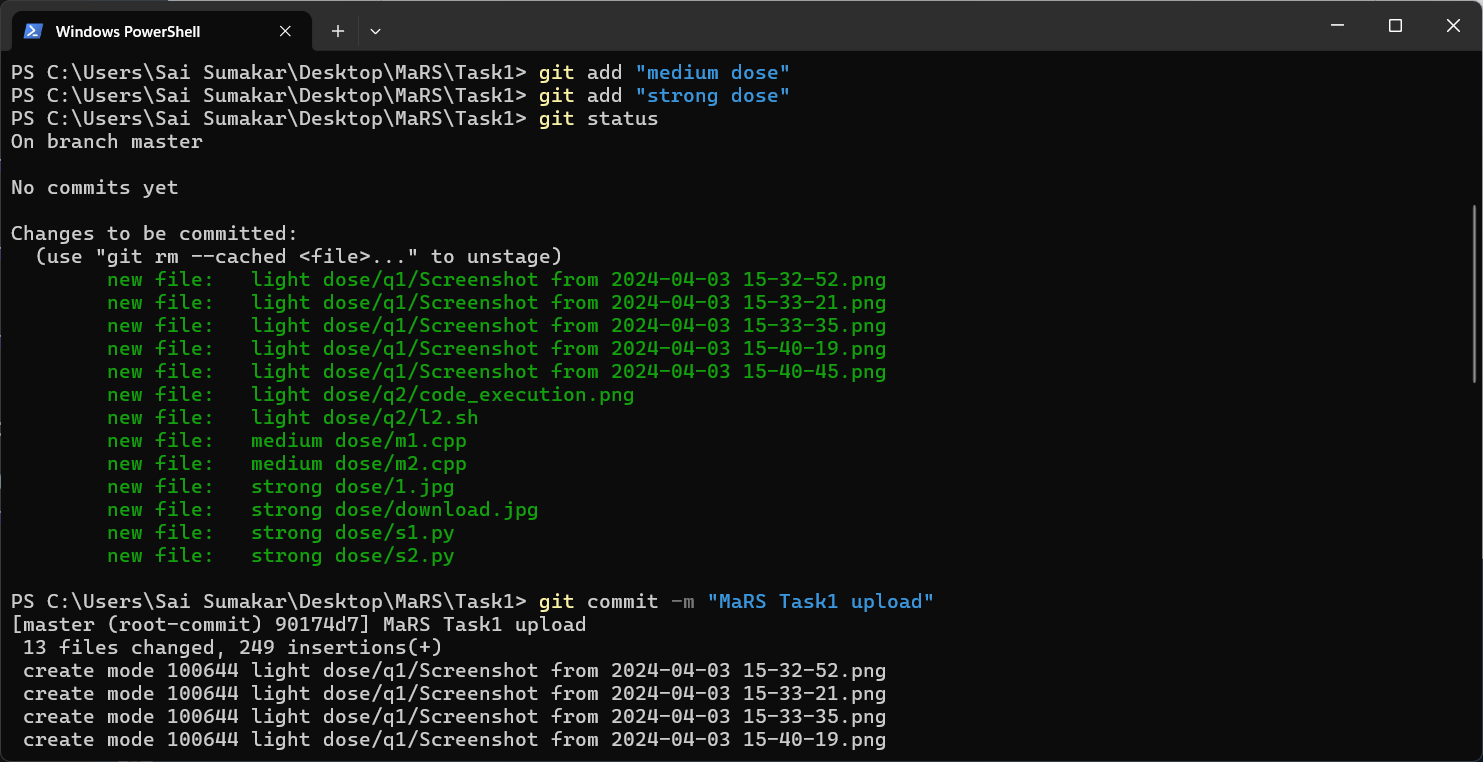 Windows PowerShell
PS C:\Users\Sai Sumakar\Desktop\MaRS\Task1> git add "medium dose"
PS C:\Users\Sai Sumakar\Desktop\MaRS\Task1> git add "strong dose"
PS C:\Users\Sai Sumakar\Desktop\MaRS\Task1> git status
On branch master

No commits yet

Changes to be committed:
  (use "git rm --cached <file>..." to unstage)
        new file:   light dose/q1/Screenshot from 2024-04-03 15-32-52.png
        new file:   light dose/q1/Screenshot from 2024-04-03 15-33-21.png
        new file:   light dose/q1/Screenshot from 2024-04-03 15-33-35.png
        new file:   light dose/q1/Screenshot from 2024-04-03 15-40-19.png
        new file:   light dose/q1/Screenshot from 2024-04-03 15-40-45.png
        new file:   light dose/q2/code_execution.png
        new file:   light dose/q2/l2.sh
        new file:   medium dose/m1.cpp
        new file:   medium dose/m2.cpp
        new file:   strong dose/1.jpg
        new file:   strong dose/download.jpg
        new file:   strong dose/s1.py
        new file:   strong dose/s2.py

PS C:\Users\Sai Sumakar\Desktop\MaRS\Task1> git commit -m "MaRS Task1 upload"
[master (root-commit) 90174d7] MaRS Task1 upload
 13 files changed, 249 insertions(+)
 create mode 100644 light dose/q1/Screenshot from 2024-04-03 15-32-52.png
 create mode 100644 light dose/q1/Screenshot from 2024-04-03 15-33-21.png
 create mode 100644 light dose/q1/Screenshot from 2024-04-03 15-33-35.png
 create mode 100644 light dose/q1/Screenshot from 2024-04-03 15-40-19.png